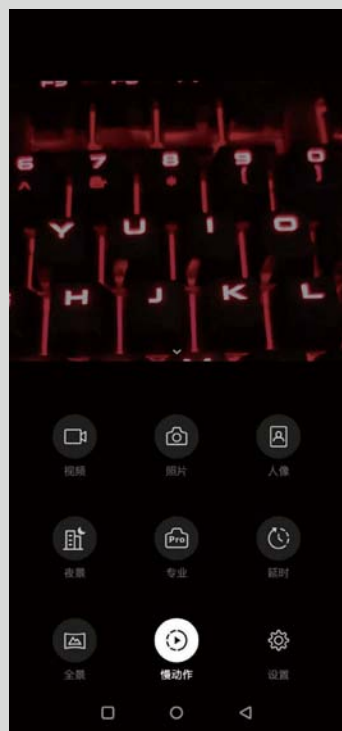 6 7 8 9 0
^ & * ( )
Y U I O
H J K L
视频 照片 人像
夜景 Pro 专业 延时
全景 慢动作 设置